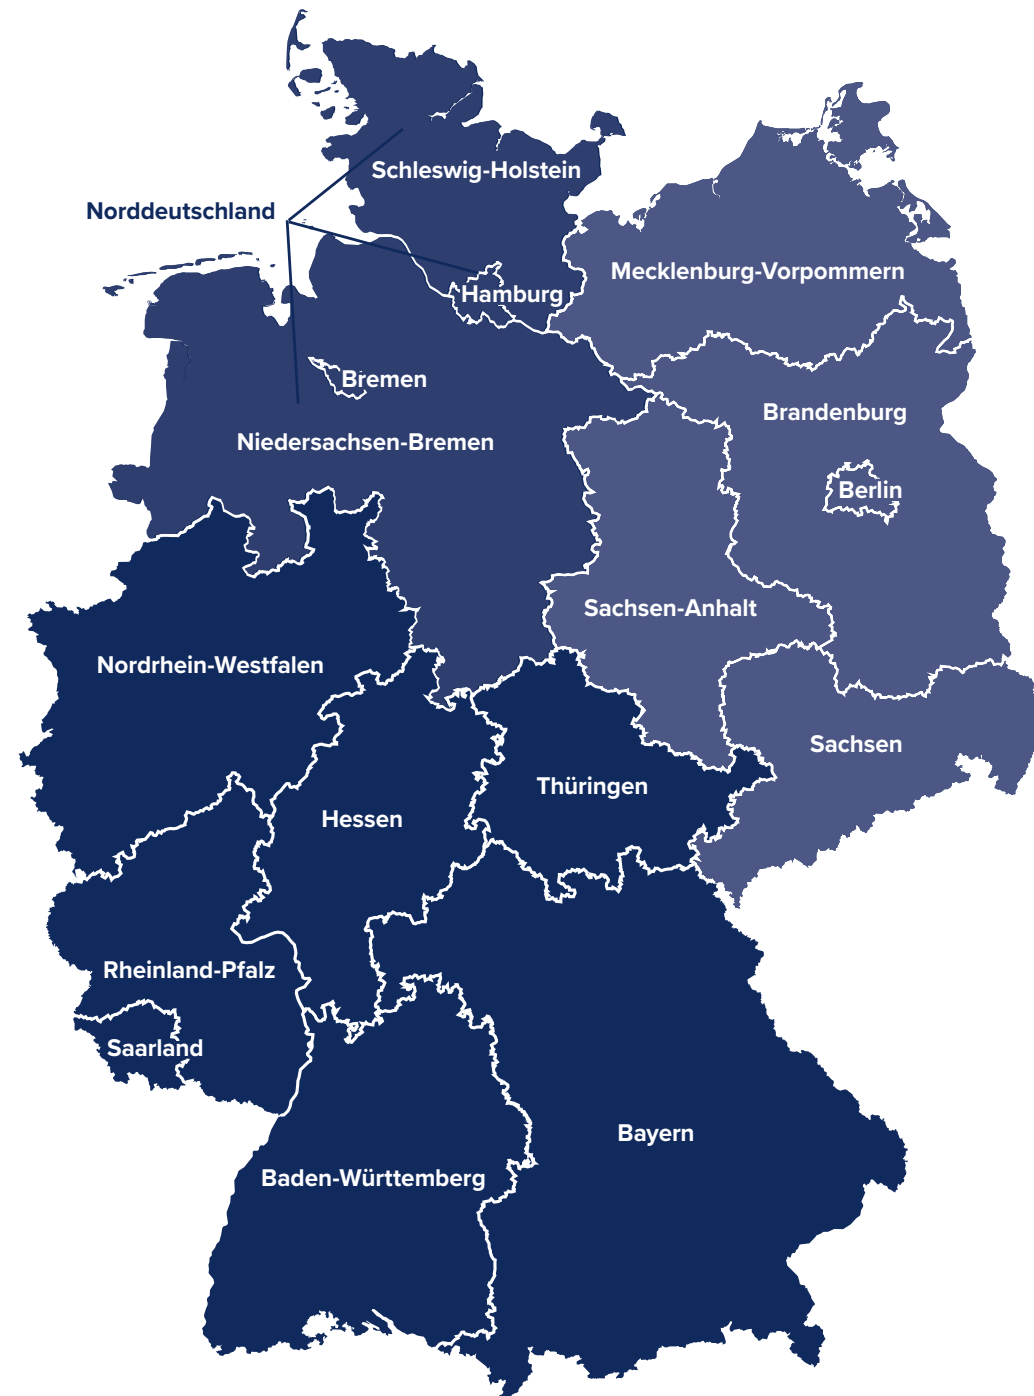 Schleswig-Holstein
Norddeutschland
Mecklenburg-Vorpommern
Hamburg
Bremen
Brandenburg
Niedersachsen-Bremen
Berlin
Sachsen-Anhalt
Nordrhein-Westfalen
Sachsen
Thüringen
Hessen
Rheinland-Pfalz
Saarland
Bayern
Baden-Württemberg